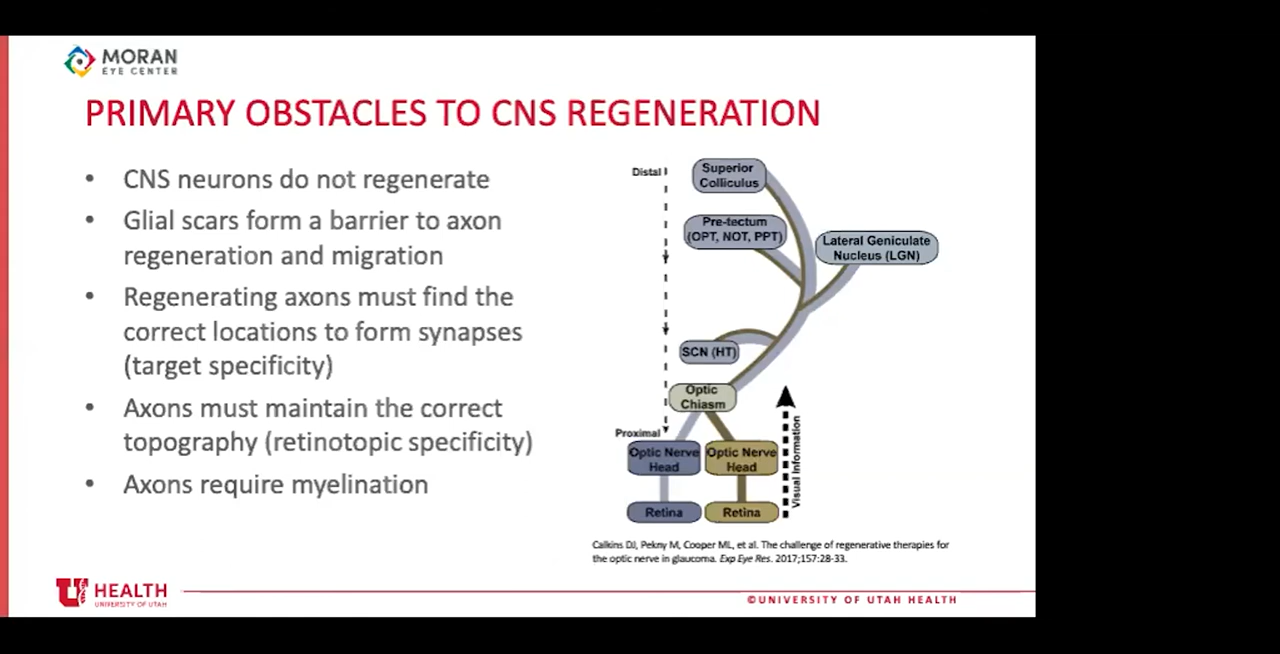 MORAN
EYE CENTER
PRIMARY OBSTACLES TO CNS REGENERATION
• CNS neurons do not regenerate
• Glial scars form a barrier to axon
regeneration and migration
• Regenerating axons must find the
correct locations to form synapses
(target specificity)
• Axons must maintain the correct
topography (retinotopic specificity)
• Axons require myelination
Distal
Superior
Colliculus
Pre-tectum
(OPT, NOT, PPT)
Lateral Geniculate
Nucleus (LGN)
SCN (HT)
Optic
Chiasm
Proximal
Optic Nerve
Head
Optic Nerve
Head
Retina
Retina
Visual Information
Calkins DJ, Pekny M, Cooper ML, et al. The challenge of regenerative therapies for
the optic nerve in glaucoma. Exp Eye Res. 2017;157:28-33.
U HEALTH
UNIVERSITY OF UTAH
©UNIVERSITY OF UTAH HEALTH